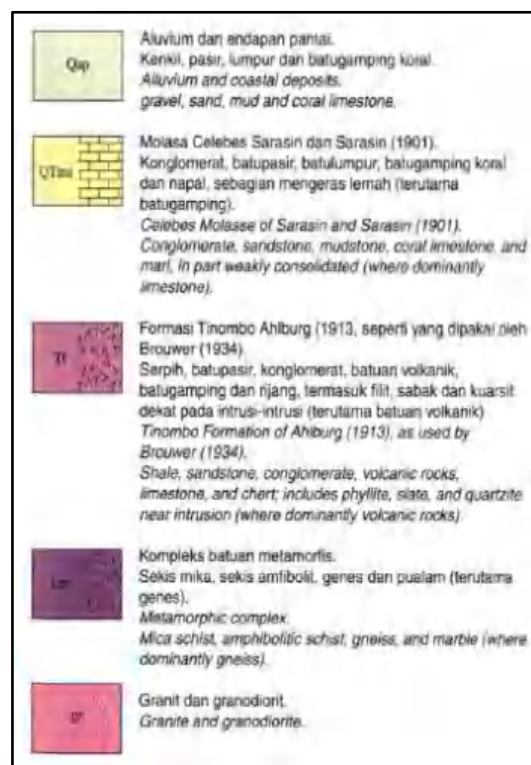 Qap
Aluvium dan endapan pantai.
Kerikil, pasir, lumpur dan batugamping koral.
Alluvium and coastal deposits.
gravel, sand, mud and coral limestone.
QTms
Molasa Celebes Sarasin dan Sarasin (1901).
Konglomerat, batupasir, batulumpur, batugamping koral
dan napal, sebagian mengeras lemah (terutama
batugamping).
Celebes Molasse of Sarasin and Sarasin (1901).
Conglomerate, sandstone, mudstone, coral limestone, and
marl, in part weakly consolidated (where dominantly
limestone).
Formasi Tinombo Ahlburg (1913, seperti yang dipakai oleh
Brouwer (1934).
Serpih, batupasir, konglomerat, batuan volkanik,
batugamping dan rijang, termasuk filit, sabak dan kuarsit
dekat pada intrusi-intrusi (terutama batuan volkanik)
Tinombo Formation of Ahlburg (1913), as used by
Brouwer (1934).
Shale, sandstone, conglomerate, volcanic rocks,
limestone, and chert; includes phyllite, slate, and quartzite
near intrusion (where dominantly volcanic rocks)
Kompleks batuan metamorfis.
Sekis mika, sekis amfibolit, genes dan pualam (terutama
genes).
Metamorphic complex.
Mica schist, amphibolitic schist, gneiss, and marble (where
dominantly gneiss).
gr
Granit dan granodiorit.
Granite and granodiorite.